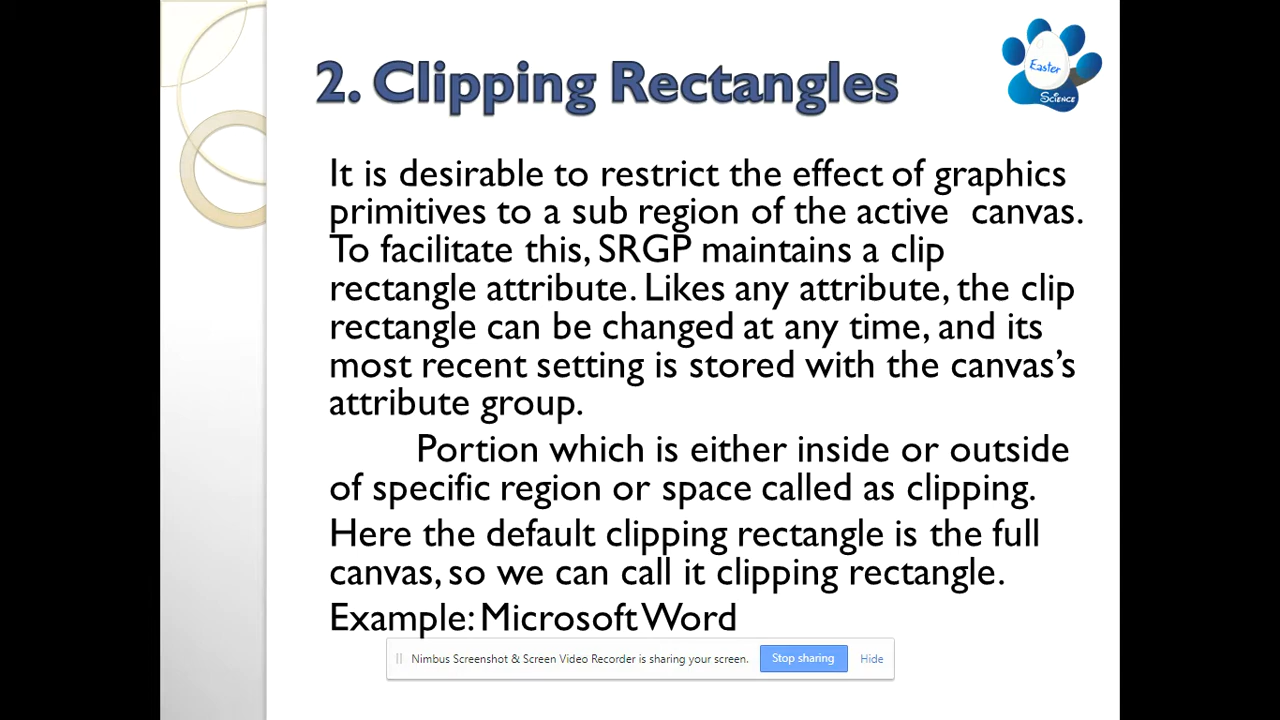 2. Clipping Rectangles
Easter
Science
It is desirable to restrict the effect of graphics
primitives to a sub region of the active canvas.
To facilitate this, SRGP maintains a clip
rectangle attribute. Likes any attribute, the clip
rectangle can be changed at any time, and its
most recent setting is stored with the canvas’s
attribute group.
Portion which is either inside or outside
of specific region or space called as clipping.
Here the default clipping rectangle is the full
canvas, so we can call it clipping rectangle.
Example: Microsoft Word
Nimbus Screenshot & Screen Video Recorder is sharing your screen. Stop sharing Hide